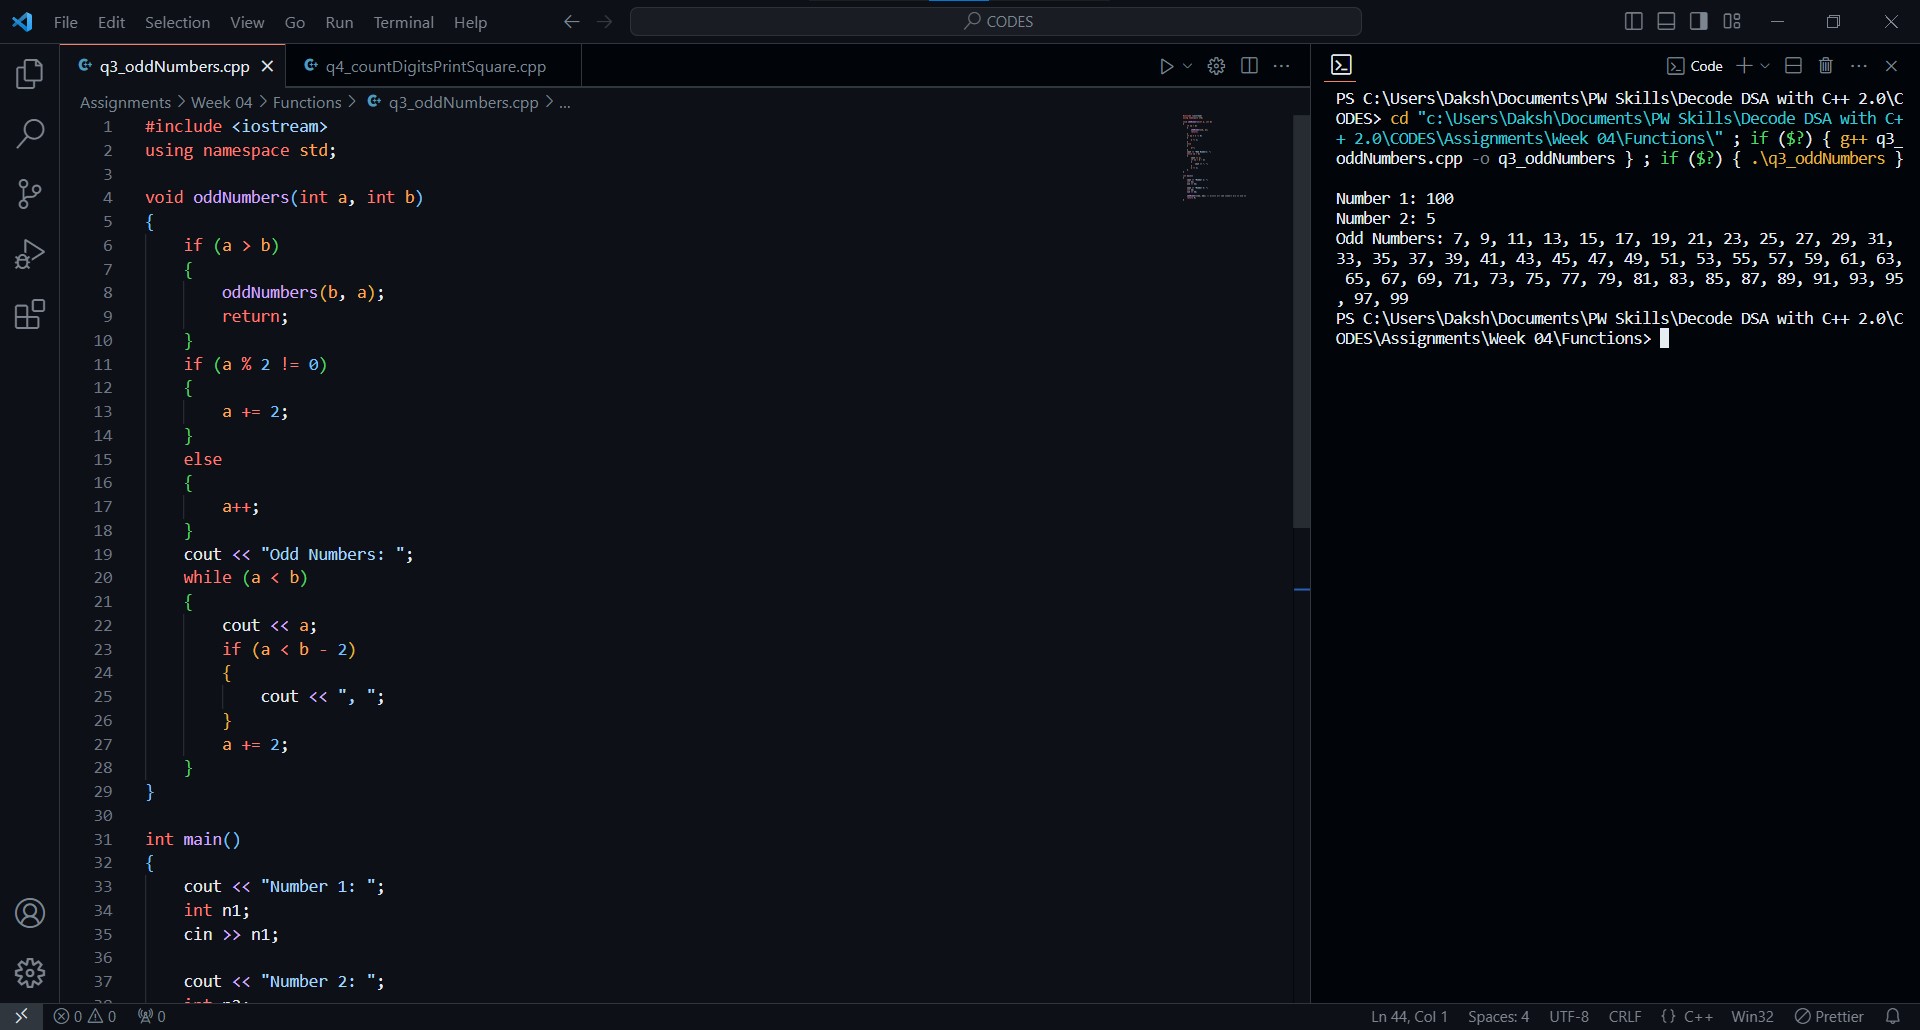 File Edit Selection View Go Run Terminal Help
CODES
q3_oddNumbers.cpp
q4_countDigitsPrintSquare.cpp
Assignments > Week 04 > Functions > q3_oddNumbers.cpp > ...
1 #include <iostream>
2 using namespace std;
3
4 void oddNumbers(int a, int b)
5 {
6 if (a > b)
7 {
8 oddNumbers(b, a);
9 return;
10 }
11 if (a % 2 != 0)
12 {
13 a += 2;
14 }
15 else
16 {
17 a++;
18 }
19 cout << "Odd Numbers: ";
20 while (a < b)
21 {
22 cout << a;
23 if (a < b - 2)
24 {
25 cout << ", ";
26 }
27 a += 2;
28 }
29 }
30
31 int main()
32 {
33 cout << "Number 1: ";
34 int n1;
35 cin >> n1;
36
37 cout << "Number 2: ";
Code
PS C:\Users\Daksh\Documents\PW Skills\Decode DSA with C++ 2.0\C
ODES> cd "c:\Users\Daksh\Documents\PW Skills\Decode DSA with C+
+ 2.0\CODES\Assignments\Week 04\Functions\" ; if ($?) { g++ q3_
oddNumbers.cpp -o q3_oddNumbers } ; if ($?) { .\q3_oddNumbers }
Number 1: 100
Number 2: 5
Odd Numbers: 7, 9, 11, 13, 15, 17, 19, 21, 23, 25, 27, 29, 31,
33, 35, 37, 39, 41, 43, 45, 47, 49, 51, 53, 55, 57, 59, 61, 63,
65, 67, 69, 71, 73, 75, 77, 79, 81, 83, 85, 87, 89, 91, 93, 95
, 97, 99
PS C:\Users\Daksh\Documents\PW Skills\Decode DSA with C++ 2.0\C
ODES\Assignments\Week 04\Functions>
0 0 0
Ln 44, Col 1 Spaces: 4 UTF-8 CRLF {} C++ Win32 Prettier